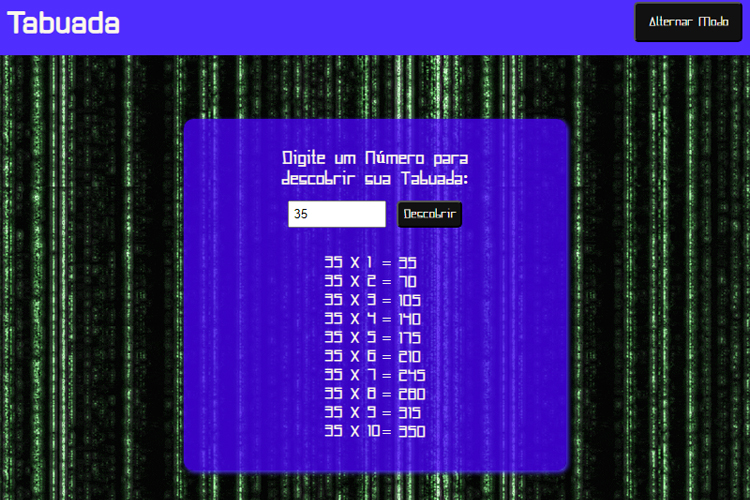 Tabuada
Alternar Modo
Digite um Número para
descobrir sua Tabuada:
35
Descobrir
35 X 1 = 35
35 X 2 = 70
35 X 3 = 105
35 X 4 = 140
35 X 5 = 175
35 X 6 = 210
35 X 7 = 245
35 X 8 = 280
35 X 9 = 315
35 X 10= 350